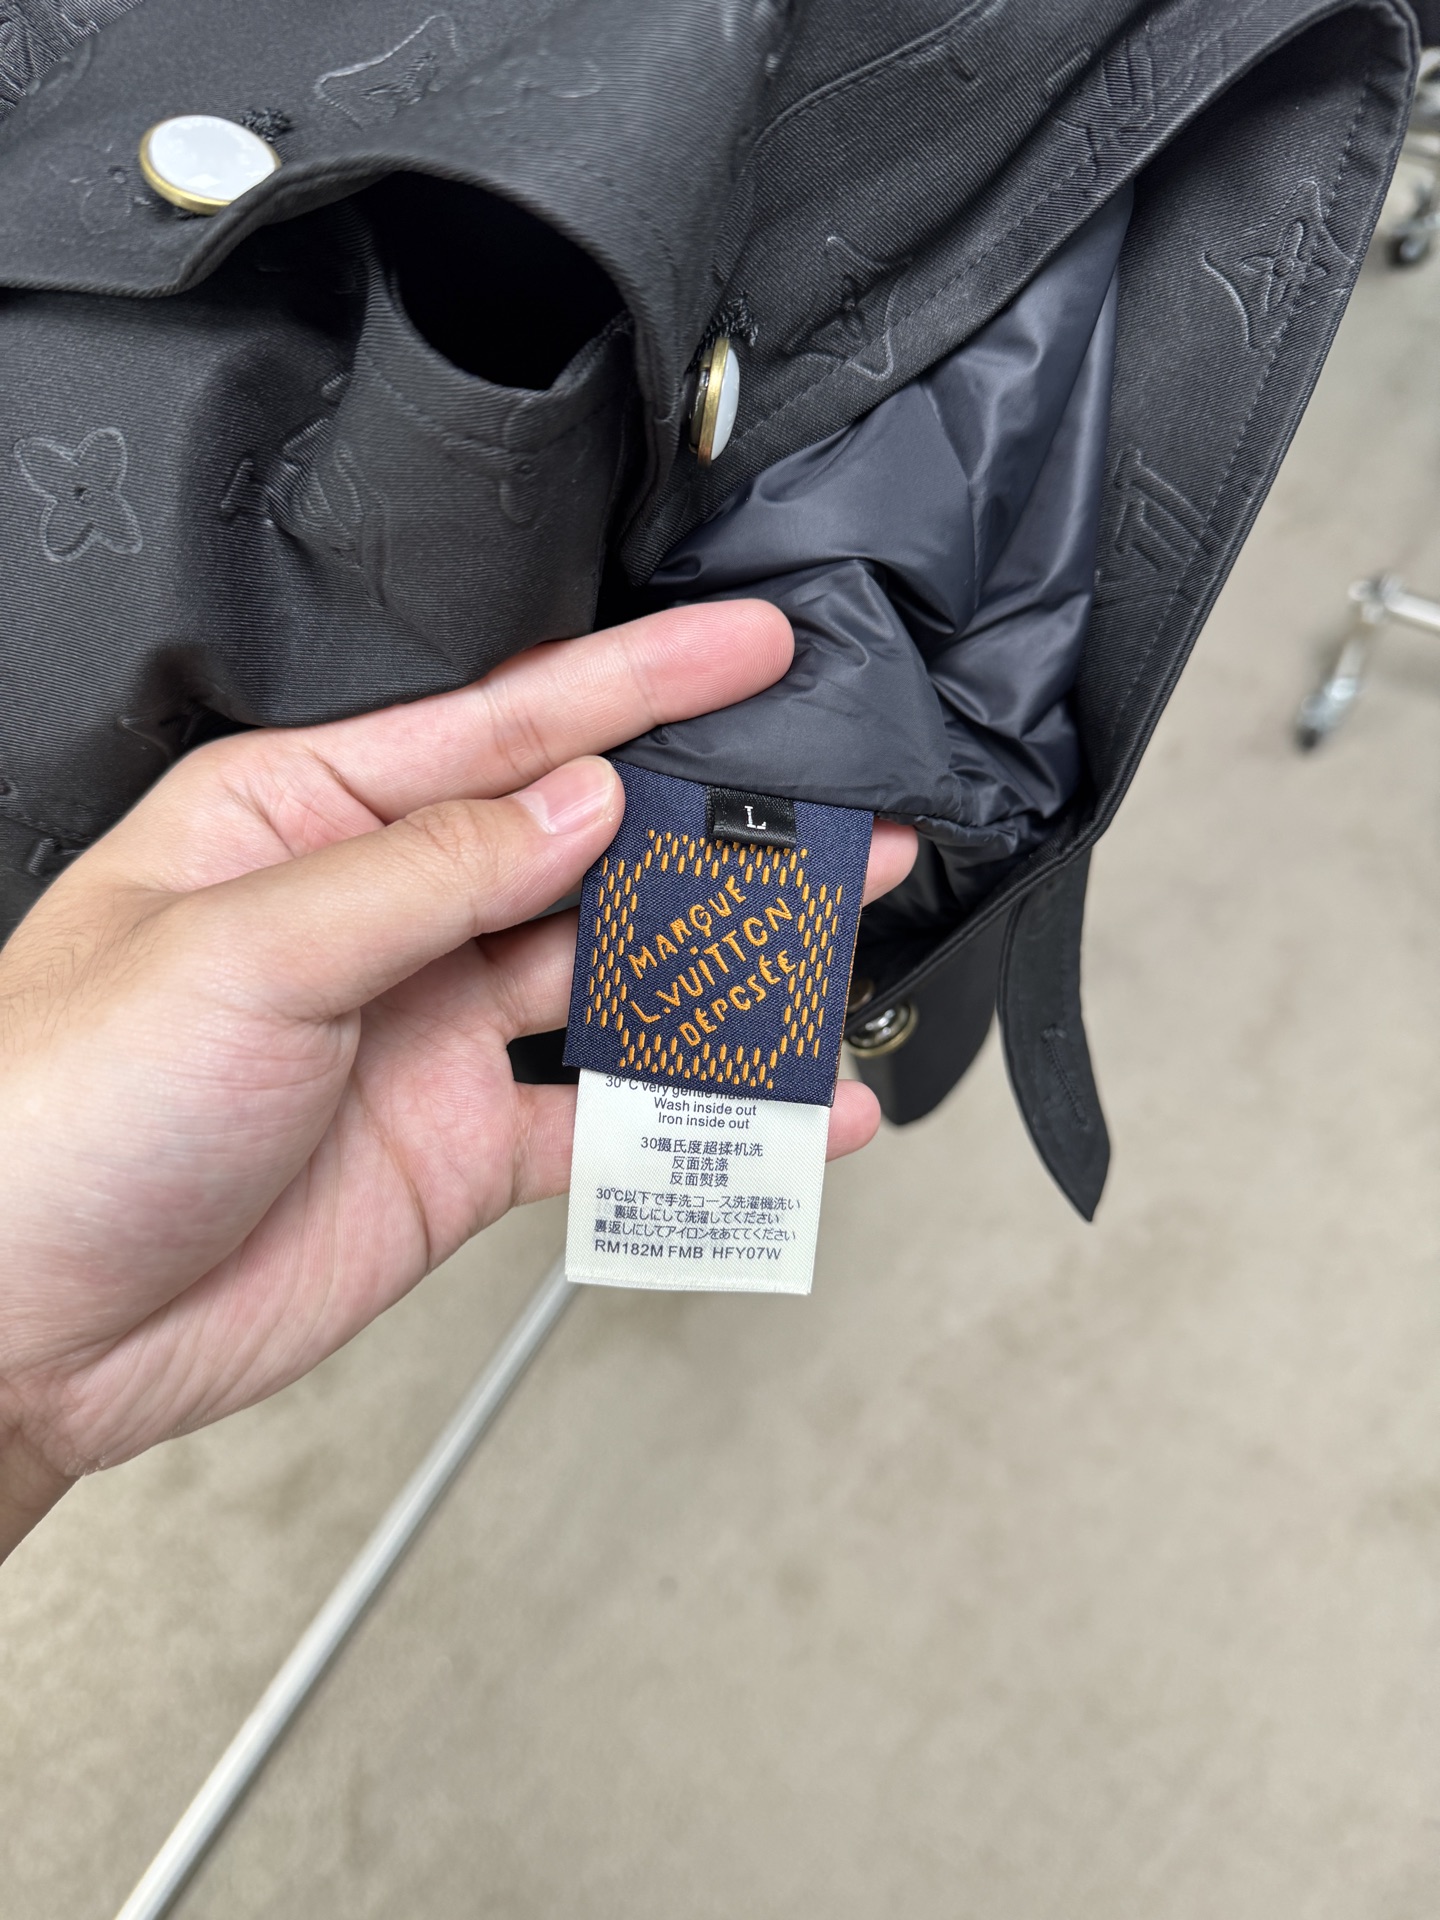 L
MARQUE
L.VUITTON
DÉPOSÉE
30°C very gentle
Wash inside out
Iron inside out
30摄氏度超揉机洗
反面洗涤
反面熨烫
30℃以下で手洗コース洗濯機洗い
裏返しにして洗濯してください
裏返しにしてアイロンをあててください
RM182M FMB HFY07W